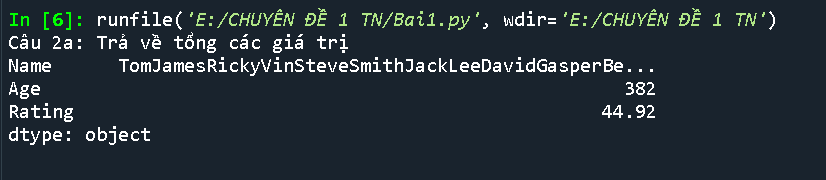 In [6]: runfile('E:/CHUYÊN ĐỀ 1 TN/Bai1.py', wdir='E:/CHUYÊN ĐỀ 1 TN')
Câu 2a: Trả về tổng các giá trị
Name      TomJamesRickyVinSteveSmithJackLeeDavidGasperBe...
Age                                                     382
Rating                                                44.92
dtype: object